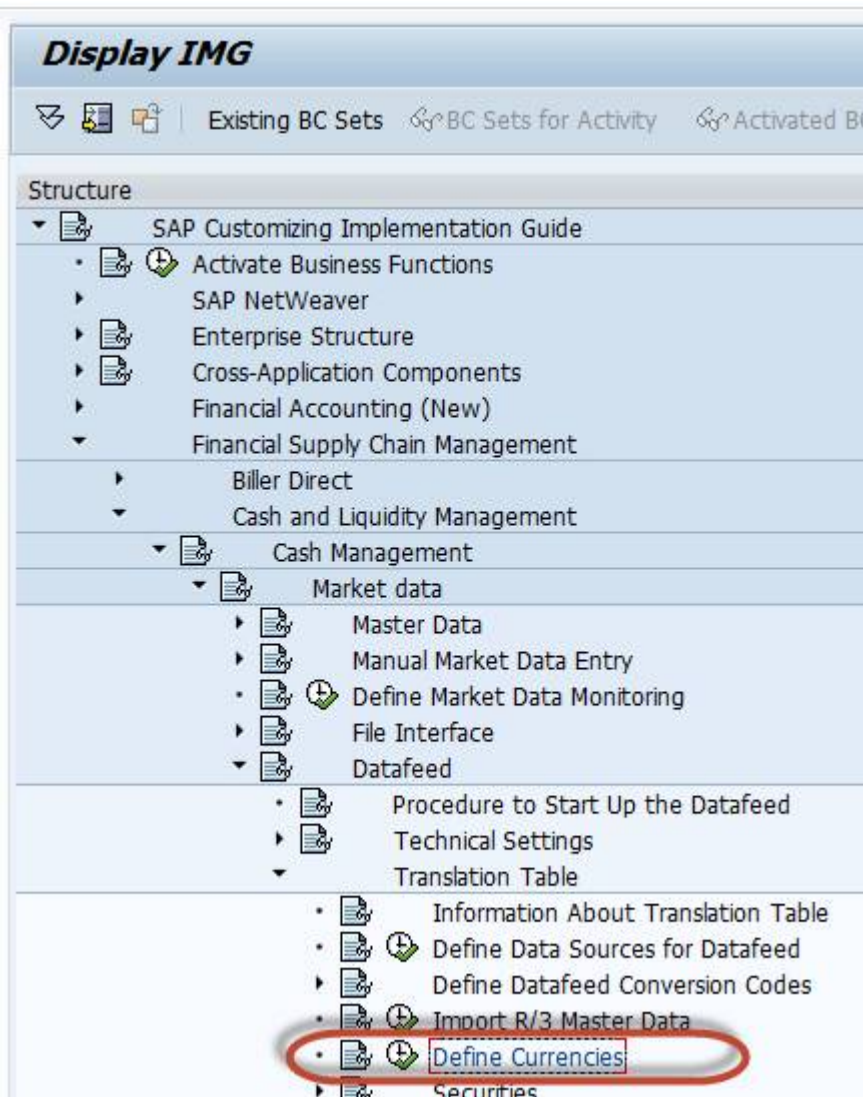 Display IMG
Existing BC Sets BC Sets for Activity Activated BC
Structure
SAP Customizing Implementation Guide
Activate Business Functions
SAP NetWeaver
Enterprise Structure
Cross-Application Components
Financial Accounting (New)
Financial Supply Chain Management
Biller Direct
Cash and Liquidity Management
Cash Management
Market data
Master Data
Manual Market Data Entry
Define Market Data Monitoring
File Interface
Datafeed
Procedure to Start Up the Datafeed
Technical Settings
Translation Table
Information About Translation Table
Define Data Sources for Datafeed
Define Datafeed Conversion Codes
Import R/3 Master Data
Define Currencies
Securities